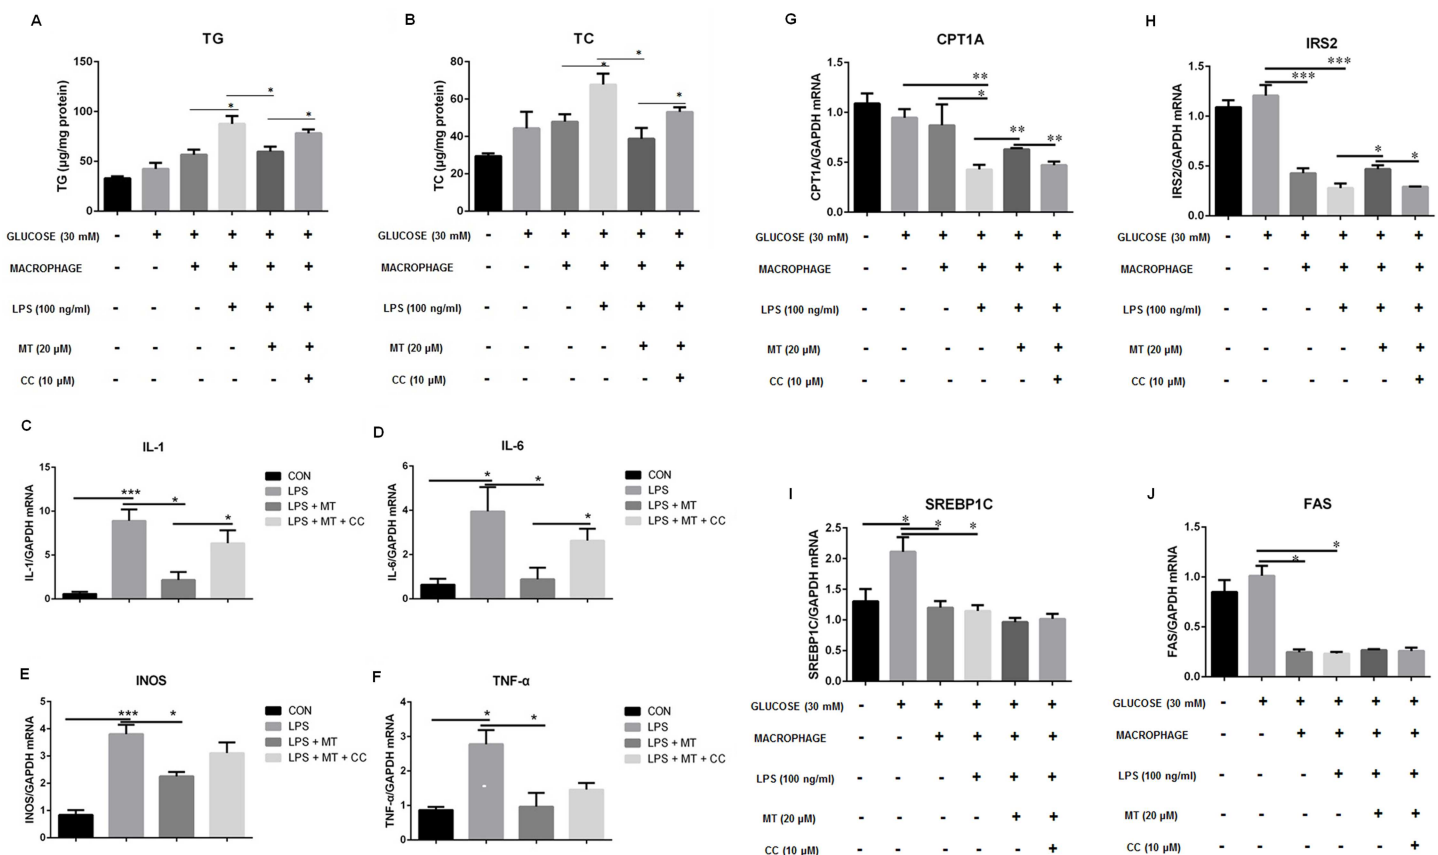 A
TG
TG (µg/mg protein)
150
100
50
0
*
*
*
GLUCOSE (30 mM) - + + + + +
MACROPHAGE - - + + + +
LPS (100 ng/ml) - - - + + +
MT (20 µM) - - - - + +
CC (10 µM) - - - - - +
B
TC
TC (µg/mg protein)
80
60
40
20
0
*
*
*
GLUCOSE (30 mM) - + + + + +
MACROPHAGE - - + + + +
LPS (100 ng/ml) - - - + + +
MT (20 µM) - - - - + +
CC (10 µM) - - - - - +
G
CPT1A
CPT1A/GAPDH mRNA
1.5
1.0
0.5
0.0
**
*
**
**
GLUCOSE (30 mM) - + + + + +
MACROPHAGE - - + + + +
LPS (100 ng/ml) - - - + + +
MT (20 µM) - - - - + +
CC (10 µM) - - - - - +
H
IRS2
IRS2/GAPDH mRNA
1.5
1.0
0.5
0.0
***
***
*
*
GLUCOSE (30 mM) - + + + + +
MACROPHAGE - - + + + +
LPS (100 ng/ml) - - - + + +
MT (20 µM) - - - - + +
CC (10 µM) - - - - - +
C
IL-1
IL-1/GAPDH mRNA
15
10
5
0
***
*
*
CON
LPS
LPS + MT
LPS + MT + CC
D
IL-6
IL-6/GAPDH mRNA
6
4
2
0
*
*
*
CON
LPS
LPS + MT
LPS + MT + CC
E
INOS
INOS/GAPDH mRNA
5
4
3
2
1
0
***
*
CON
LPS
LPS + MT
LPS + MT + CC
F
TNF-α
TNF-α/GAPDH mRNA
4
3
2
1
0
*
*
CON
LPS
LPS + MT
LPS + MT + CC
I
SREBP1C
SREBP1C/GAPDH mRNA
2.5
2.0
1.5
1.0
0.5
0.0
*
*
*
GLUCOSE (30 mM) - + + + + +
MACROPHAGE - - + + + +
LPS (100 ng/ml) - - - + + +
MT (20 µM) - - - - + +
CC (10 µM) - - - - - +
J
FAS
FAS/GAPDH mRNA
1.5
1.0
0.5
0.0
*
*
GLUCOSE (30 mM) - + + + + +
MACROPHAGE - - + + + +
LPS (100 ng/ml) - - - + + +
MT (20 µM) - - - - + +
CC (10 µM) - - - - - +